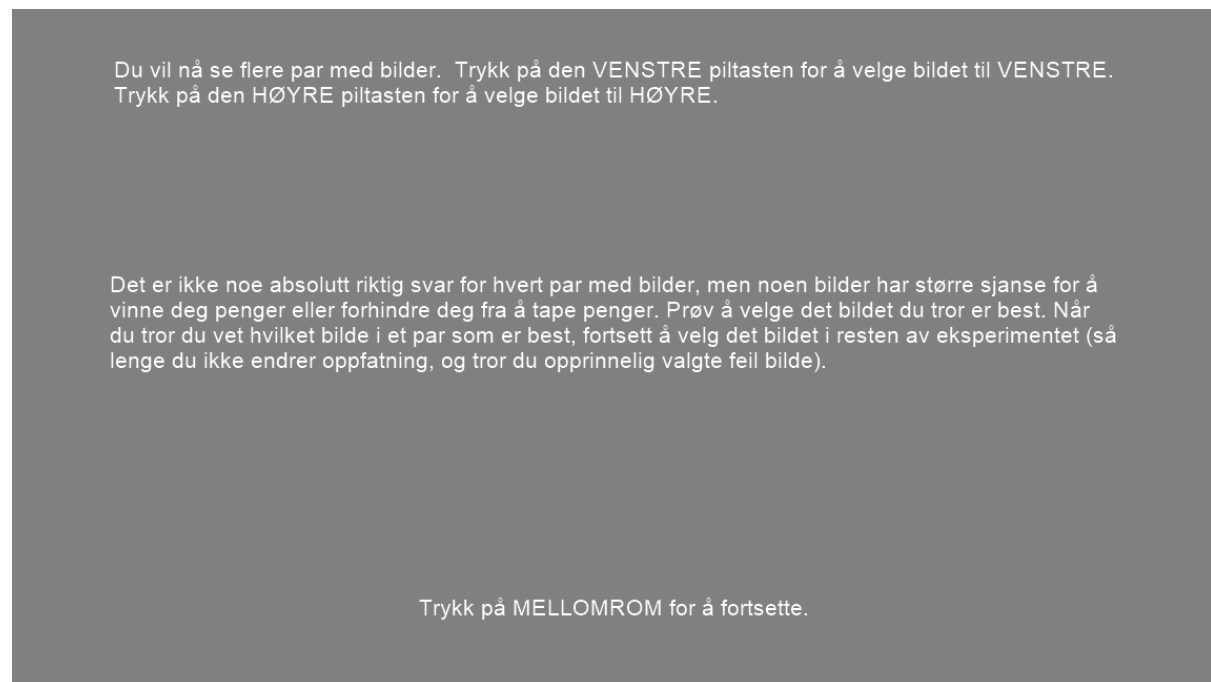 Du vil nå se flere par med bilder.  Trykk på den VENSTRE piltasten for å velge bildet til VENSTRE.
Trykk på den HØYRE piltasten for å velge bildet til HØYRE.
Det er ikke noe absolutt riktig svar for hvert par med bilder, men noen bilder har større sjanse for å
vinne deg penger eller forhindre deg fra å tape penger. Prøv å velge det bildet du tror er best. Når
du tror du vet hvilket bilde i et par som er best, fortsett å velg det bildet i resten av eksperimentet (så
lenge du ikke endrer oppfatning, og tror du opprinnelig valgte feil bilde).
Trykk på MELLOMROM for å fortsette.